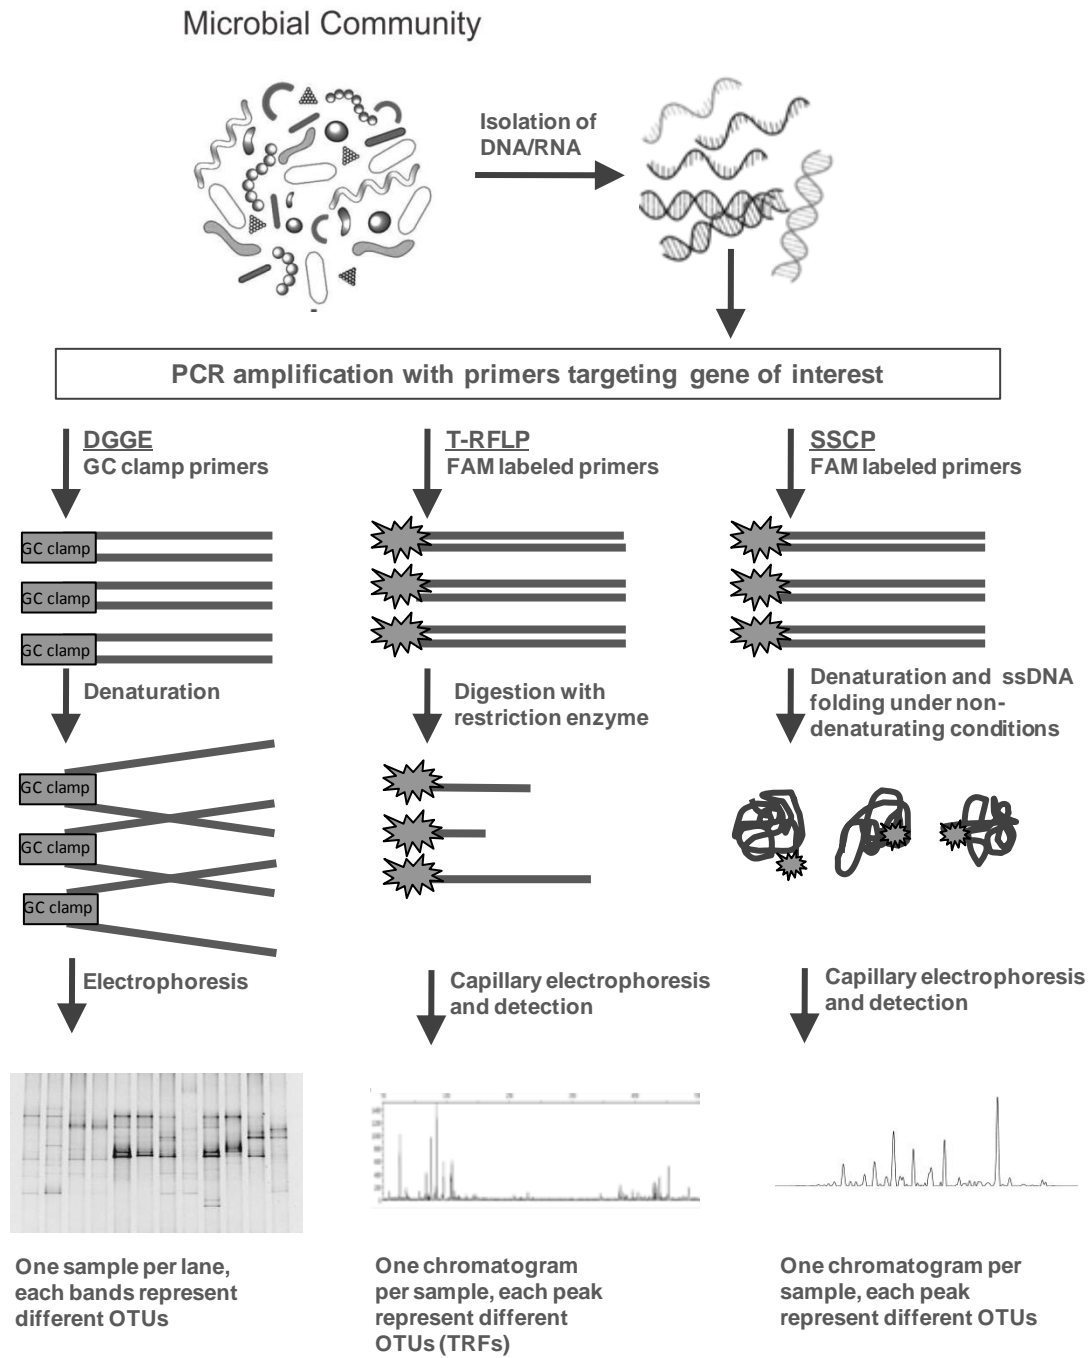 Microbial Community
Isolation of
DNA/RNA
PCR amplification with primers targeting gene of interest
DGGE
GC clamp primers
GC clamp
GC clamp
GC clamp
Denaturation
GC clamp
GC clamp
GC clamp
Electrophoresis
One sample per lane,
each bands represent
different OTUs
T-RFLP
FAM labeled primers
Digestion with
restriction enzyme
Capillary electrophoresis
and detection
One chromatogram
per sample, each peak
represent different
OTUs (TRFs)
SSCP
FAM labeled primers
Denaturation and ssDNA
folding under non-
denaturating conditions
Capillary electrophoresis
and detection
One chromatogram per
sample, each peak
represent different OTUs